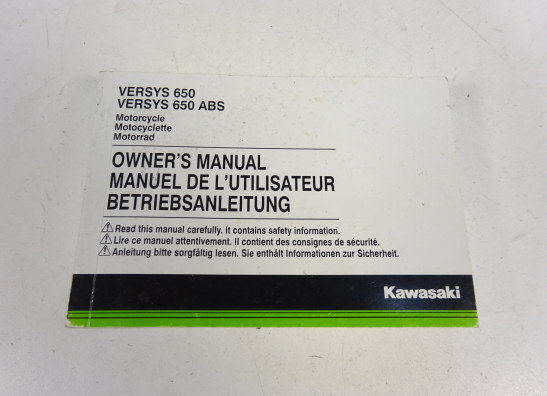 VERSYS 650
VERSYS 650 ABS
Motorcycle
Motocyclette
Motorrad
OWNER'S MANUAL
MANUEL DE L'UTILISATEUR
BETRIEBSANLEITUNG
Read this manual carefully. It contains safety information.
Lire ce manuel attentivement. Il contient des consignes de sécurité.
Anleitung bitte sorgfältig lesen. Sie enthält Informationen zur Sicherheit.
Kawasaki